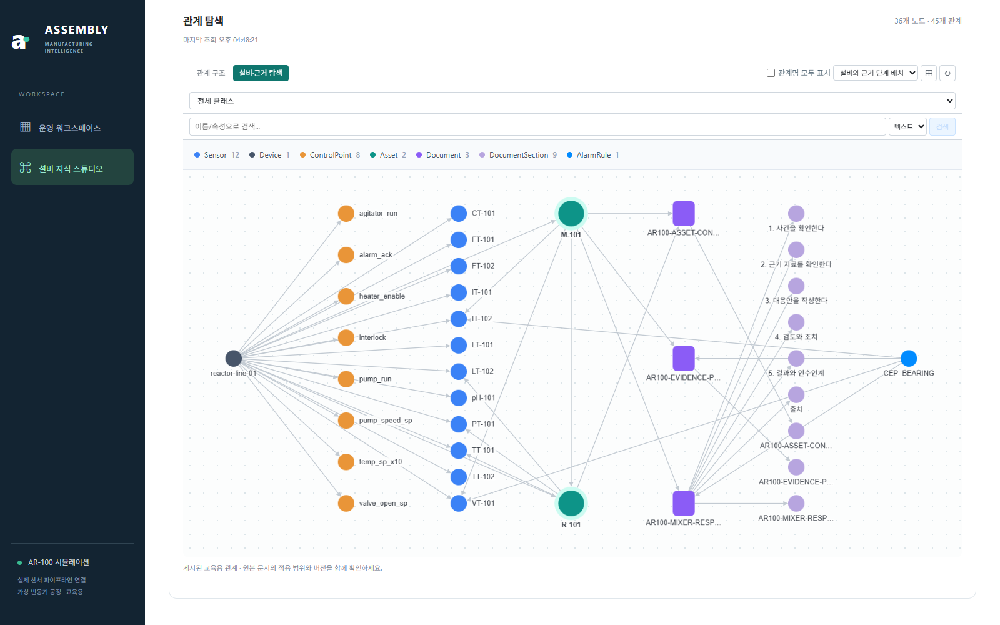 a
ASSEMBLY
MANUFACTURING
INTELLIGENCE
WORKSPACE
운영 워크스페이스
설비 지식 스튜디오
AR-100 시뮬레이션
실제 센서 파이프라인 연결
가상 반응기 공정 · 교육용
관계 탐색
36개 노드 · 45개 관계
마지막 조회 오후 04:48:21
관계 구조
설비·근거 탐색
관계명 모두 표시
설비와 근거 단계 배치
전체 클래스
이름/속성으로 검색...
텍스트
검색
Sensor 12
Device 1
ControlPoint 8
Asset 2
Document 3
DocumentSection 9
AlarmRule 1
reactor-line-01
agitator_run
alarm_ack
heater_enable
interlock
pump_run
pump_speed_sp
temp_sp_x10
valve_open_sp
CT-101
FT-101
FT-102
IT-101
IT-102
LT-101
LT-102
pH-101
PT-101
TT-101
TT-102
VT-101
M-101
R-101
AR100-ASSET-CON...
AR100-EVIDENCE-P...
AR100-MIXER-RESP...
1. 사건을 확인한다
2. 근거 자료를 확인한다
3. 대응안을 작성한다
4. 검토와 조치
5. 결과와 인수인계
출처
AR100-ASSET-CON...
AR100-EVIDENCE-P...
AR100-MIXER-RESP...
CEP_BEARING
게시된 교육용 관계 · 원본 문서의 적용 범위와 버전을 함께 확인하세요.